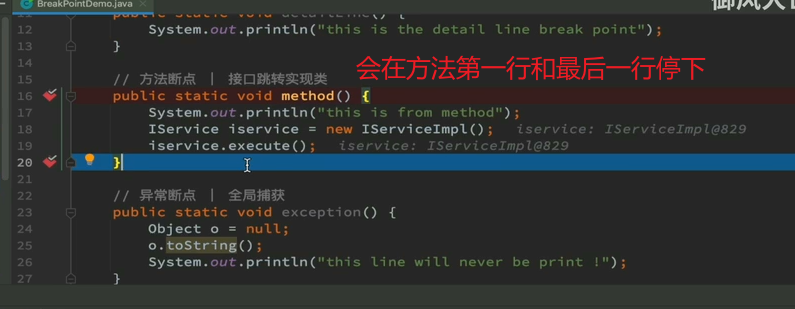 BreakPointDemo.java
御风大世
11 public static void detailLine() {
12 System.out.println("this is the detail line break point");
13 }
14
15 // 方法断点 | 接口跳转实现类
会在方法第一行和最后一行停下
16 public static void method() {
17 System.out.println("this is from method");
18 IService iservice = new IServiceImpl(); iservice: IServiceImpl@829
19 iservice.execute(); iservice: IServiceImpl@829
20 }
21
22 // 异常断点 | 全局捕获
23 public static void exception() {
24 Object o = null;
25 o.toString();
26 System.out.println("this line will never be print !");
27 }